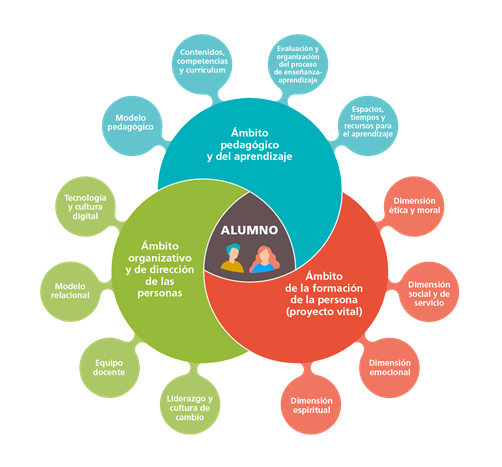 Contenidos,
competencias
y curriculum
Evaluación y
organización
del proceso
de enseñanza-
aprendizaje
Modelo
pedagógico
Espacios,
tiempos y
recursos para
el aprendizaje
Ámbito
pedagógico
y del aprendizaje
Tecnología
y cultura
digital
Dimensión
ética y moral
ALUMNO
Ámbito
organizativo
y de dirección
de las
personas
Ámbito
de la formación
de la persona
(proyecto vital)
Modelo
relacional
Dimensión
social y de
servicio
Equipo
docente
Dimensión
emocional
Liderazgo y
cultura de
cambio
Dimensión
espiritual